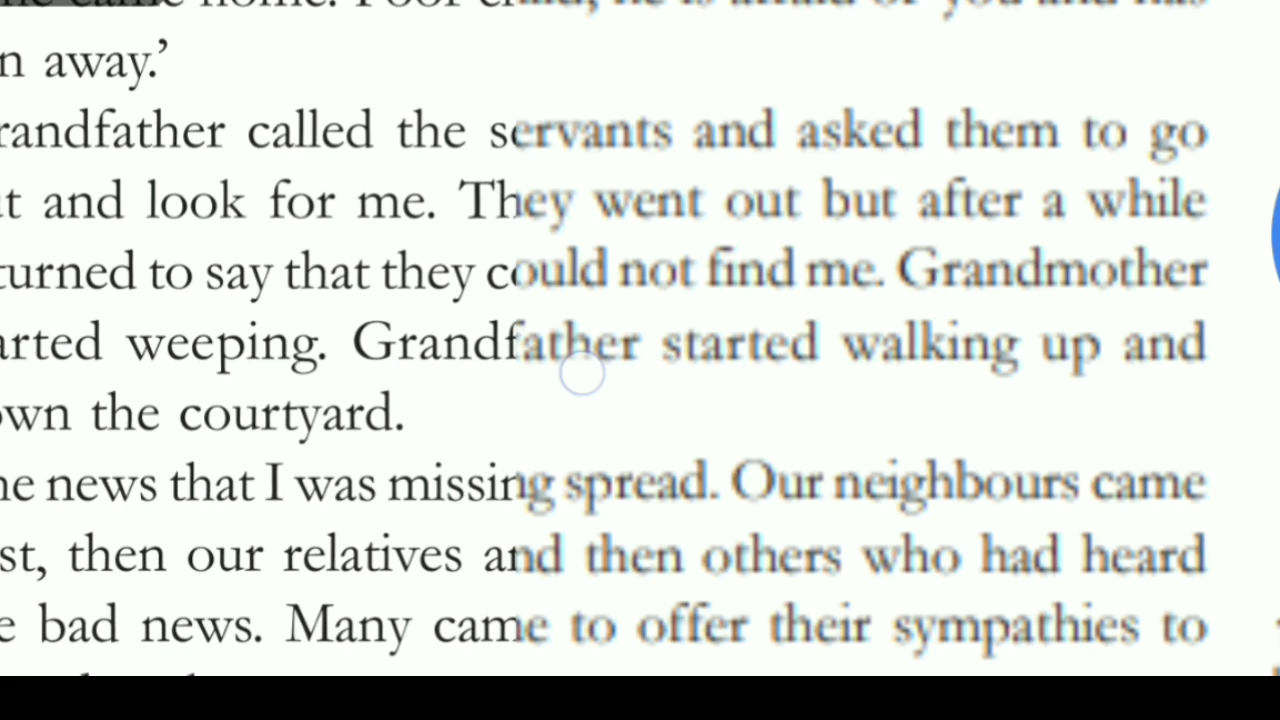 n away.’
randfather called the servants and asked them to go
t and look for me. They went out but after a while
turned to say that they could not find me. Grandmother
arted weeping. Grandfather started walking up and
own the courtyard.
he news that I was missing spread. Our neighbours came
st, then our relatives and then others who had heard
e bad news. Many came to offer their sympathies to